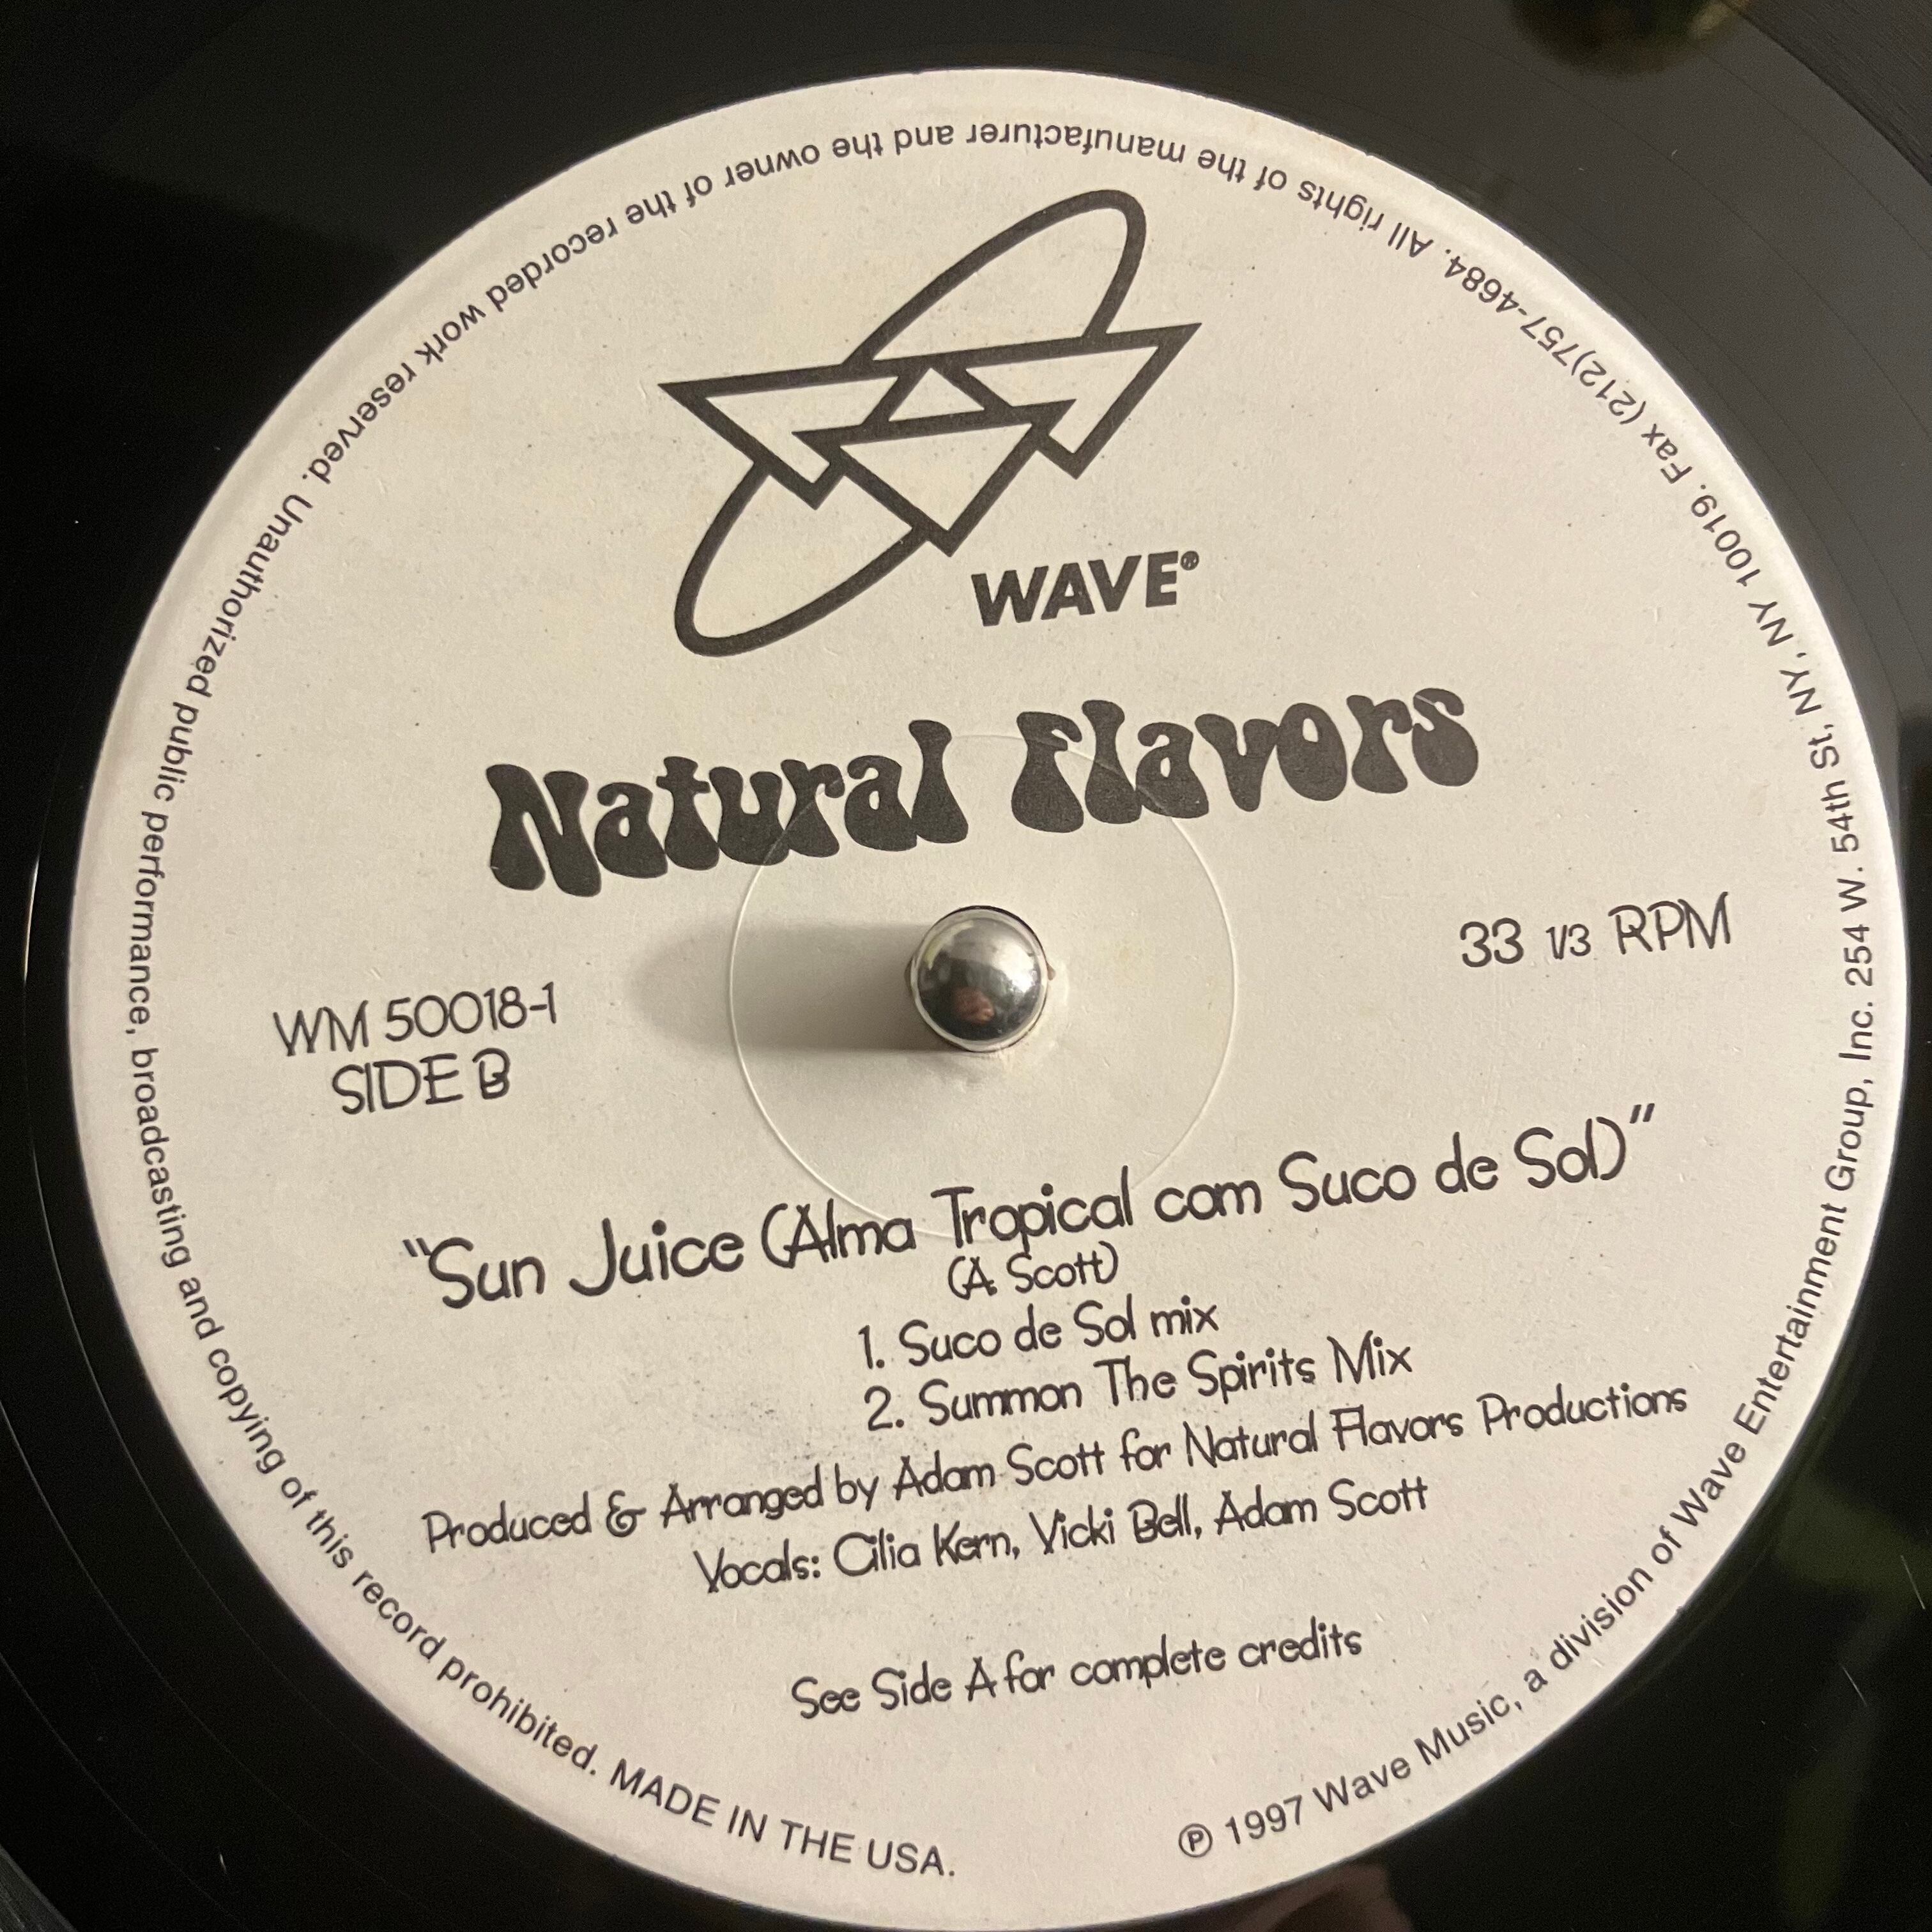 WAVE®
Natural Flavors
33 1/3 RPM
WM 50018-1
SIDE B
"Sun Juice (Alma Tropical com Suco de Sol)"
(A. Scott)
1. Suco de Sol mix
2. Summon The Spirits Mix
Produced & Arranged by Adam Scott for Natural Flavors Productions
Vocals: Cilia Kern, Vicki Bell, Adam Scott
See Side A for complete credits
℗ 1997 Wave Music, a division of Wave Entertainment Group, Inc. 254 W. 54th St, NY, NY 10019. Fax (212)757-4684. All rights of the manufacturer and the owner of the recorded work reserved. Unauthorized public performance, broadcasting and copying of this record prohibited. MADE IN THE USA.